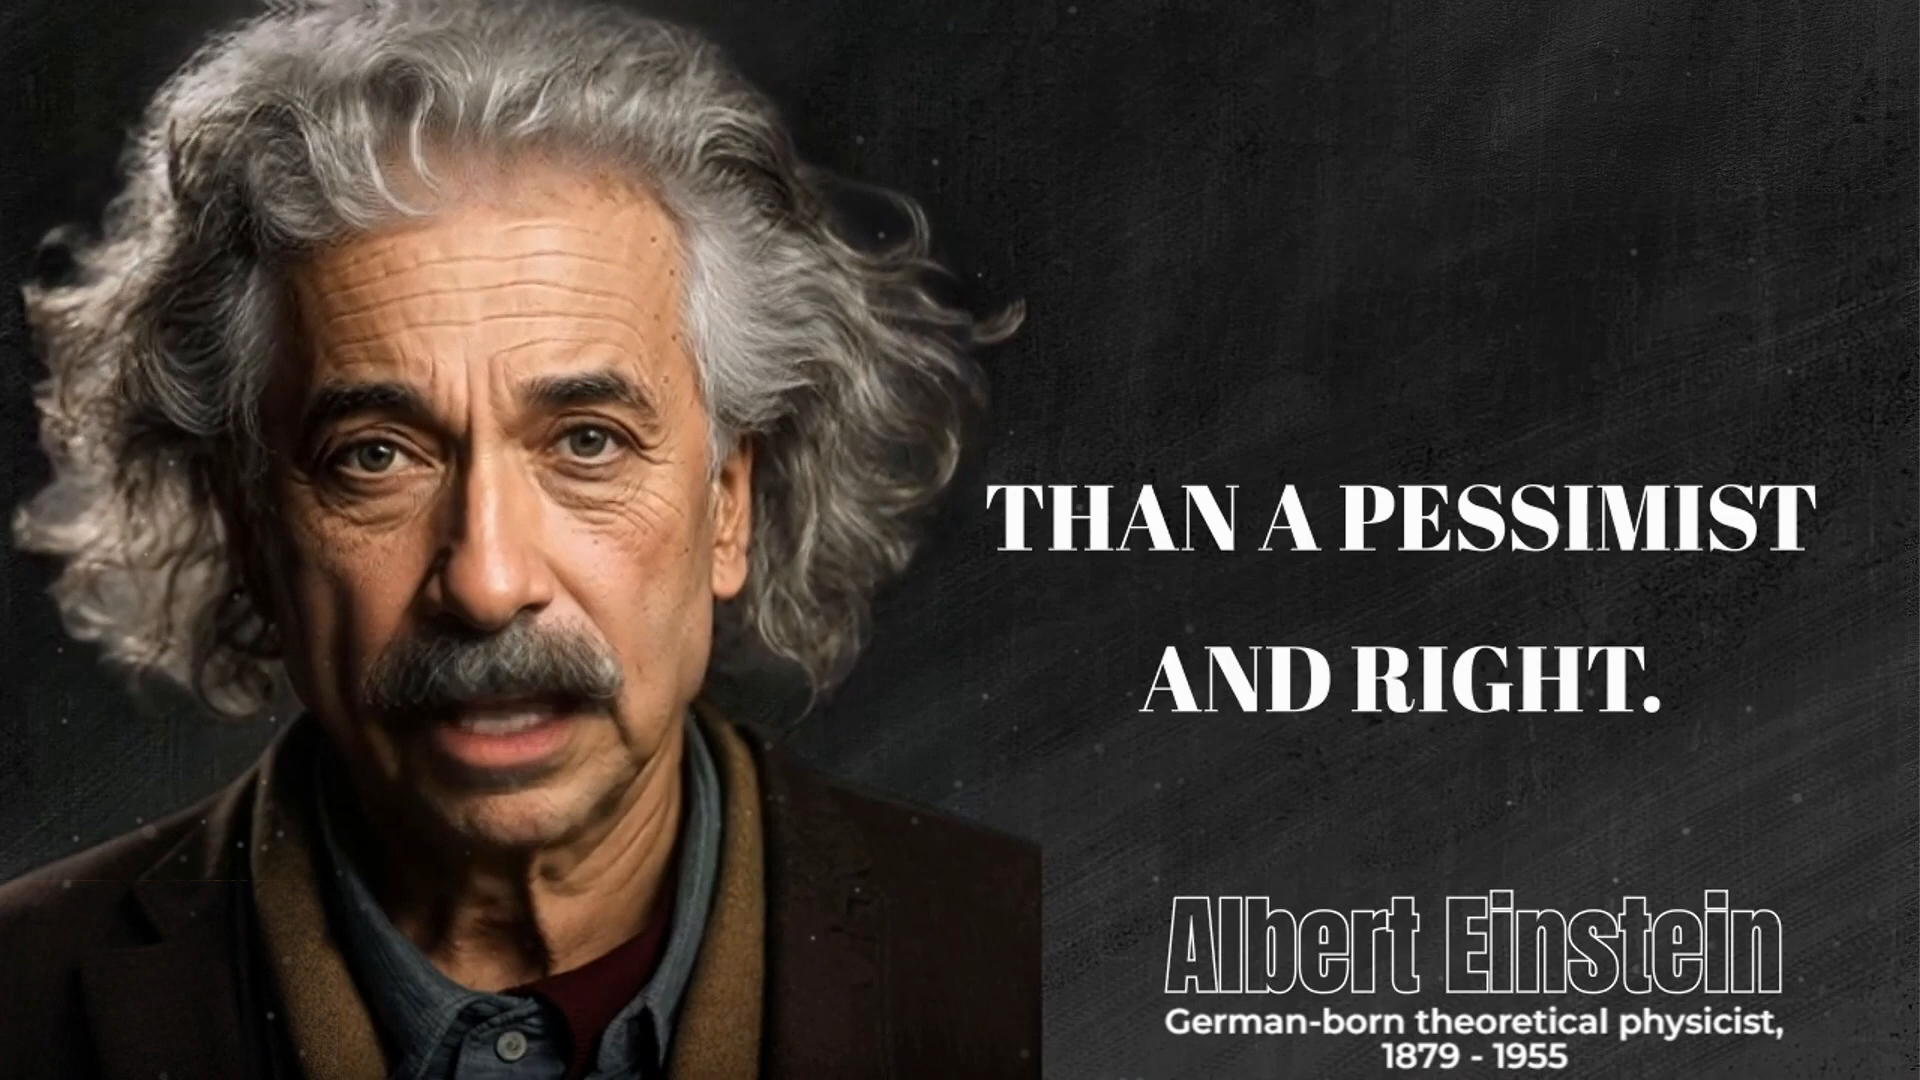 THAN A PESSIMIST
AND RIGHT.
Albert Einstein
German-born theoretical physicist,
1879 - 1955